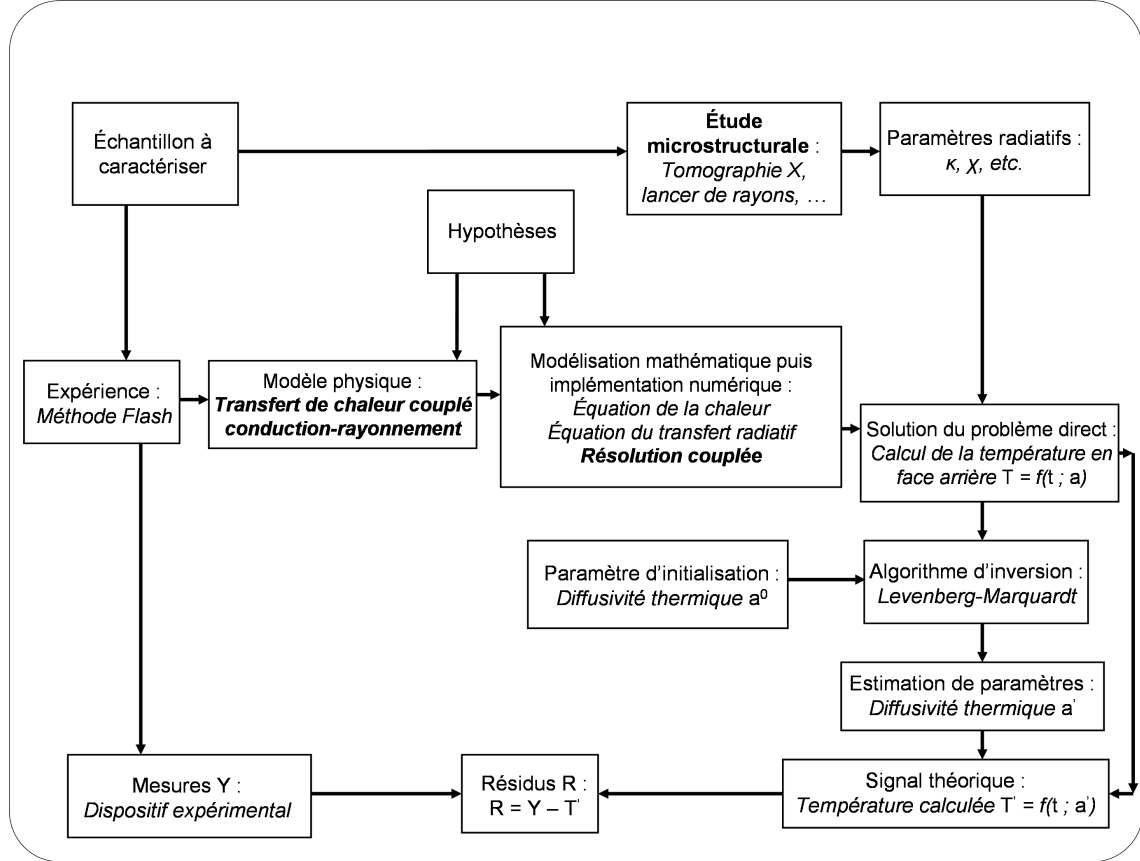 Échantillon à
caractériser
Étude
microstructurale :
Tomographie X,
lancer de rayons, …
Paramètres radiatifs :
κ, χ, etc.
Hypothèses
Expérience :
Méthode Flash
Modèle physique :
Transfert de chaleur couplé
conduction-rayonnement
Modélisation mathématique puis
implémentation numérique :
Équation de la chaleur
Équation du transfert radiatif
Résolution couplée
Solution du problème direct :
Calcul de la température en
face arrière T = f(t ; a)
Paramètre d'initialisation :
Diffusivité thermique a⁰
Algorithme d'inversion :
Levenberg-Marquardt
Estimation de paramètres :
Diffusivité thermique a'
Mesures Y :
Dispositif expérimental
Résidus R :
R = Y – T'
Signal théorique :
Température calculée T' = f(t ; a')